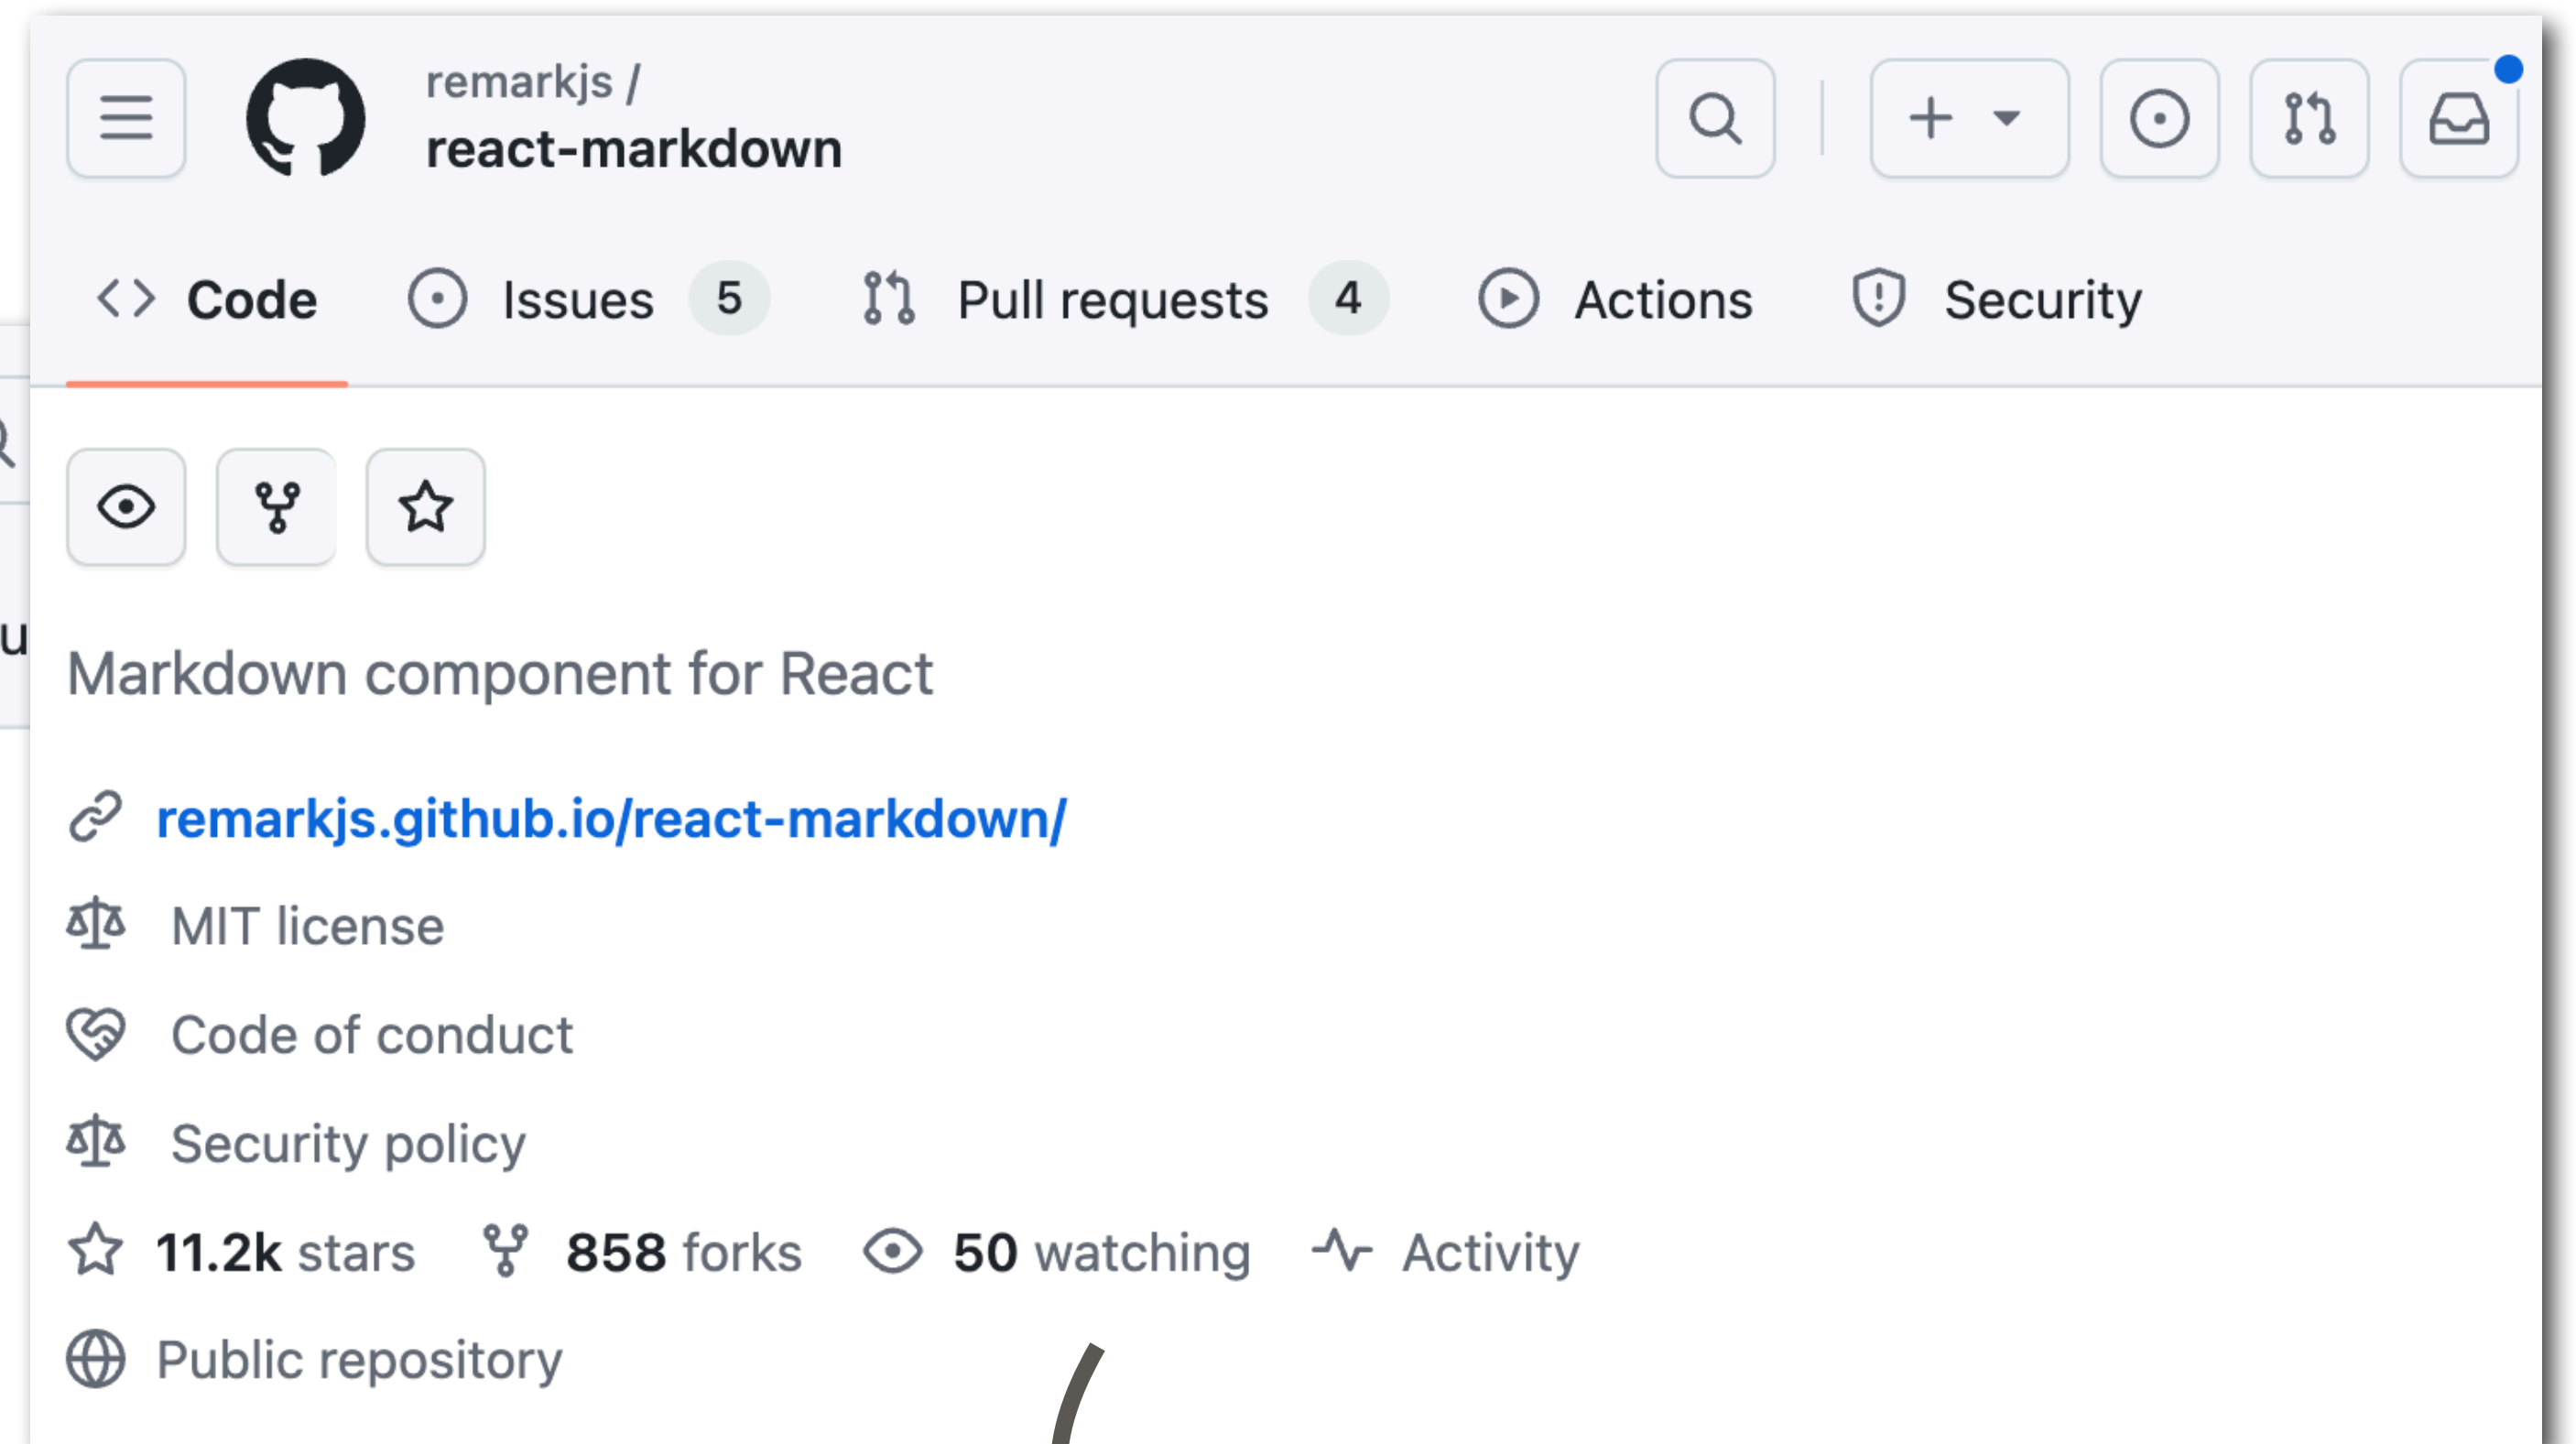 remarkjs /
react-markdown
Code Issues 5 Pull requests 4 Actions Security
u
Markdown component for React
remarkjs.github.io/react-markdown/
MIT license
Code of conduct
Security policy
11.2k stars 858 forks 50 watching Activity
Public repository